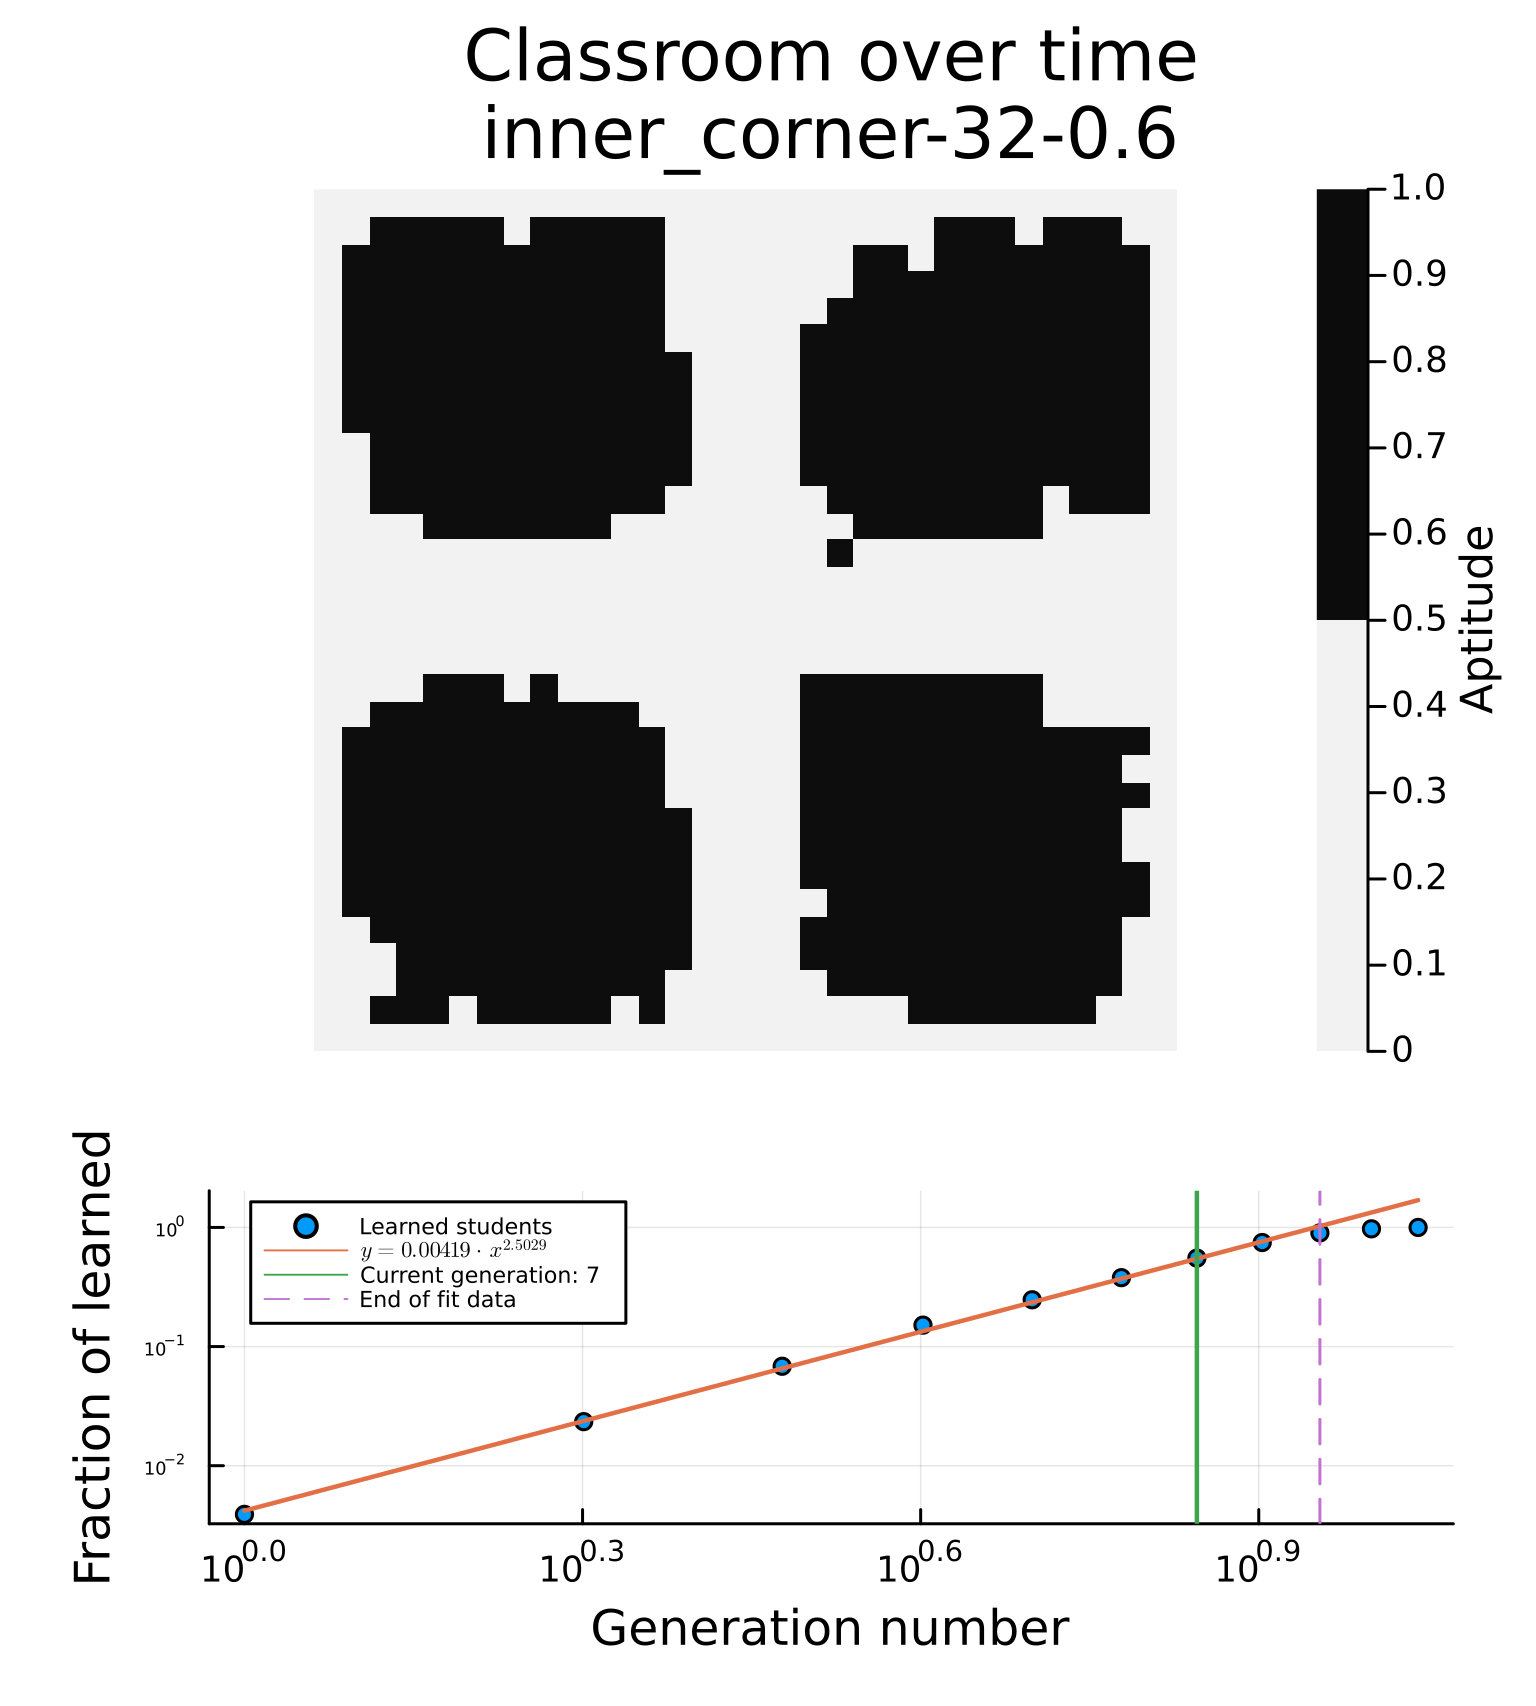 Classroom over time
inner_corner-32-0.6
1.0
0.9
0.8
0.7
0.6
0.5
0.4
0.3
0.2
0.1
0
Aptitude
Fraction of learned
10⁰
10⁻¹
10⁻²
Learned students
y = 0.00419 · x^2.5029
Current generation: 7
End of fit data
10^0.0
10^0.3
10^0.6
10^0.9
Generation number